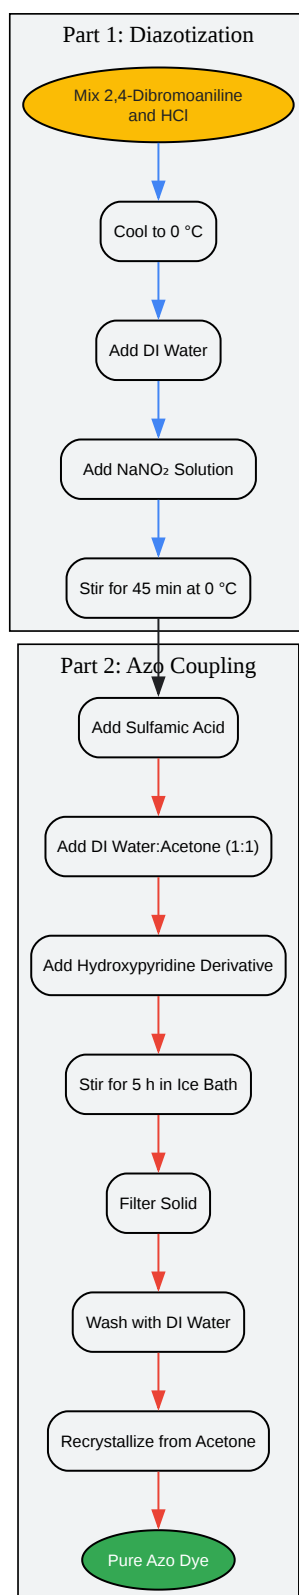 Part 1: Diazotization
Mix 2,4-Dibromoaniline
and HCl
Cool to 0 °C
Add DI Water
Add NaNO₂ Solution
Stir for 45 min at 0 °C
Part 2: Azo Coupling
Add Sulfamic Acid
Add DI Water:Acetone (1:1)
Add Hydroxypyridine Derivative
Stir for 5 h in Ice Bath
Filter Solid
Wash with DI Water
Recrystallize from Acetone
Pure Azo Dye